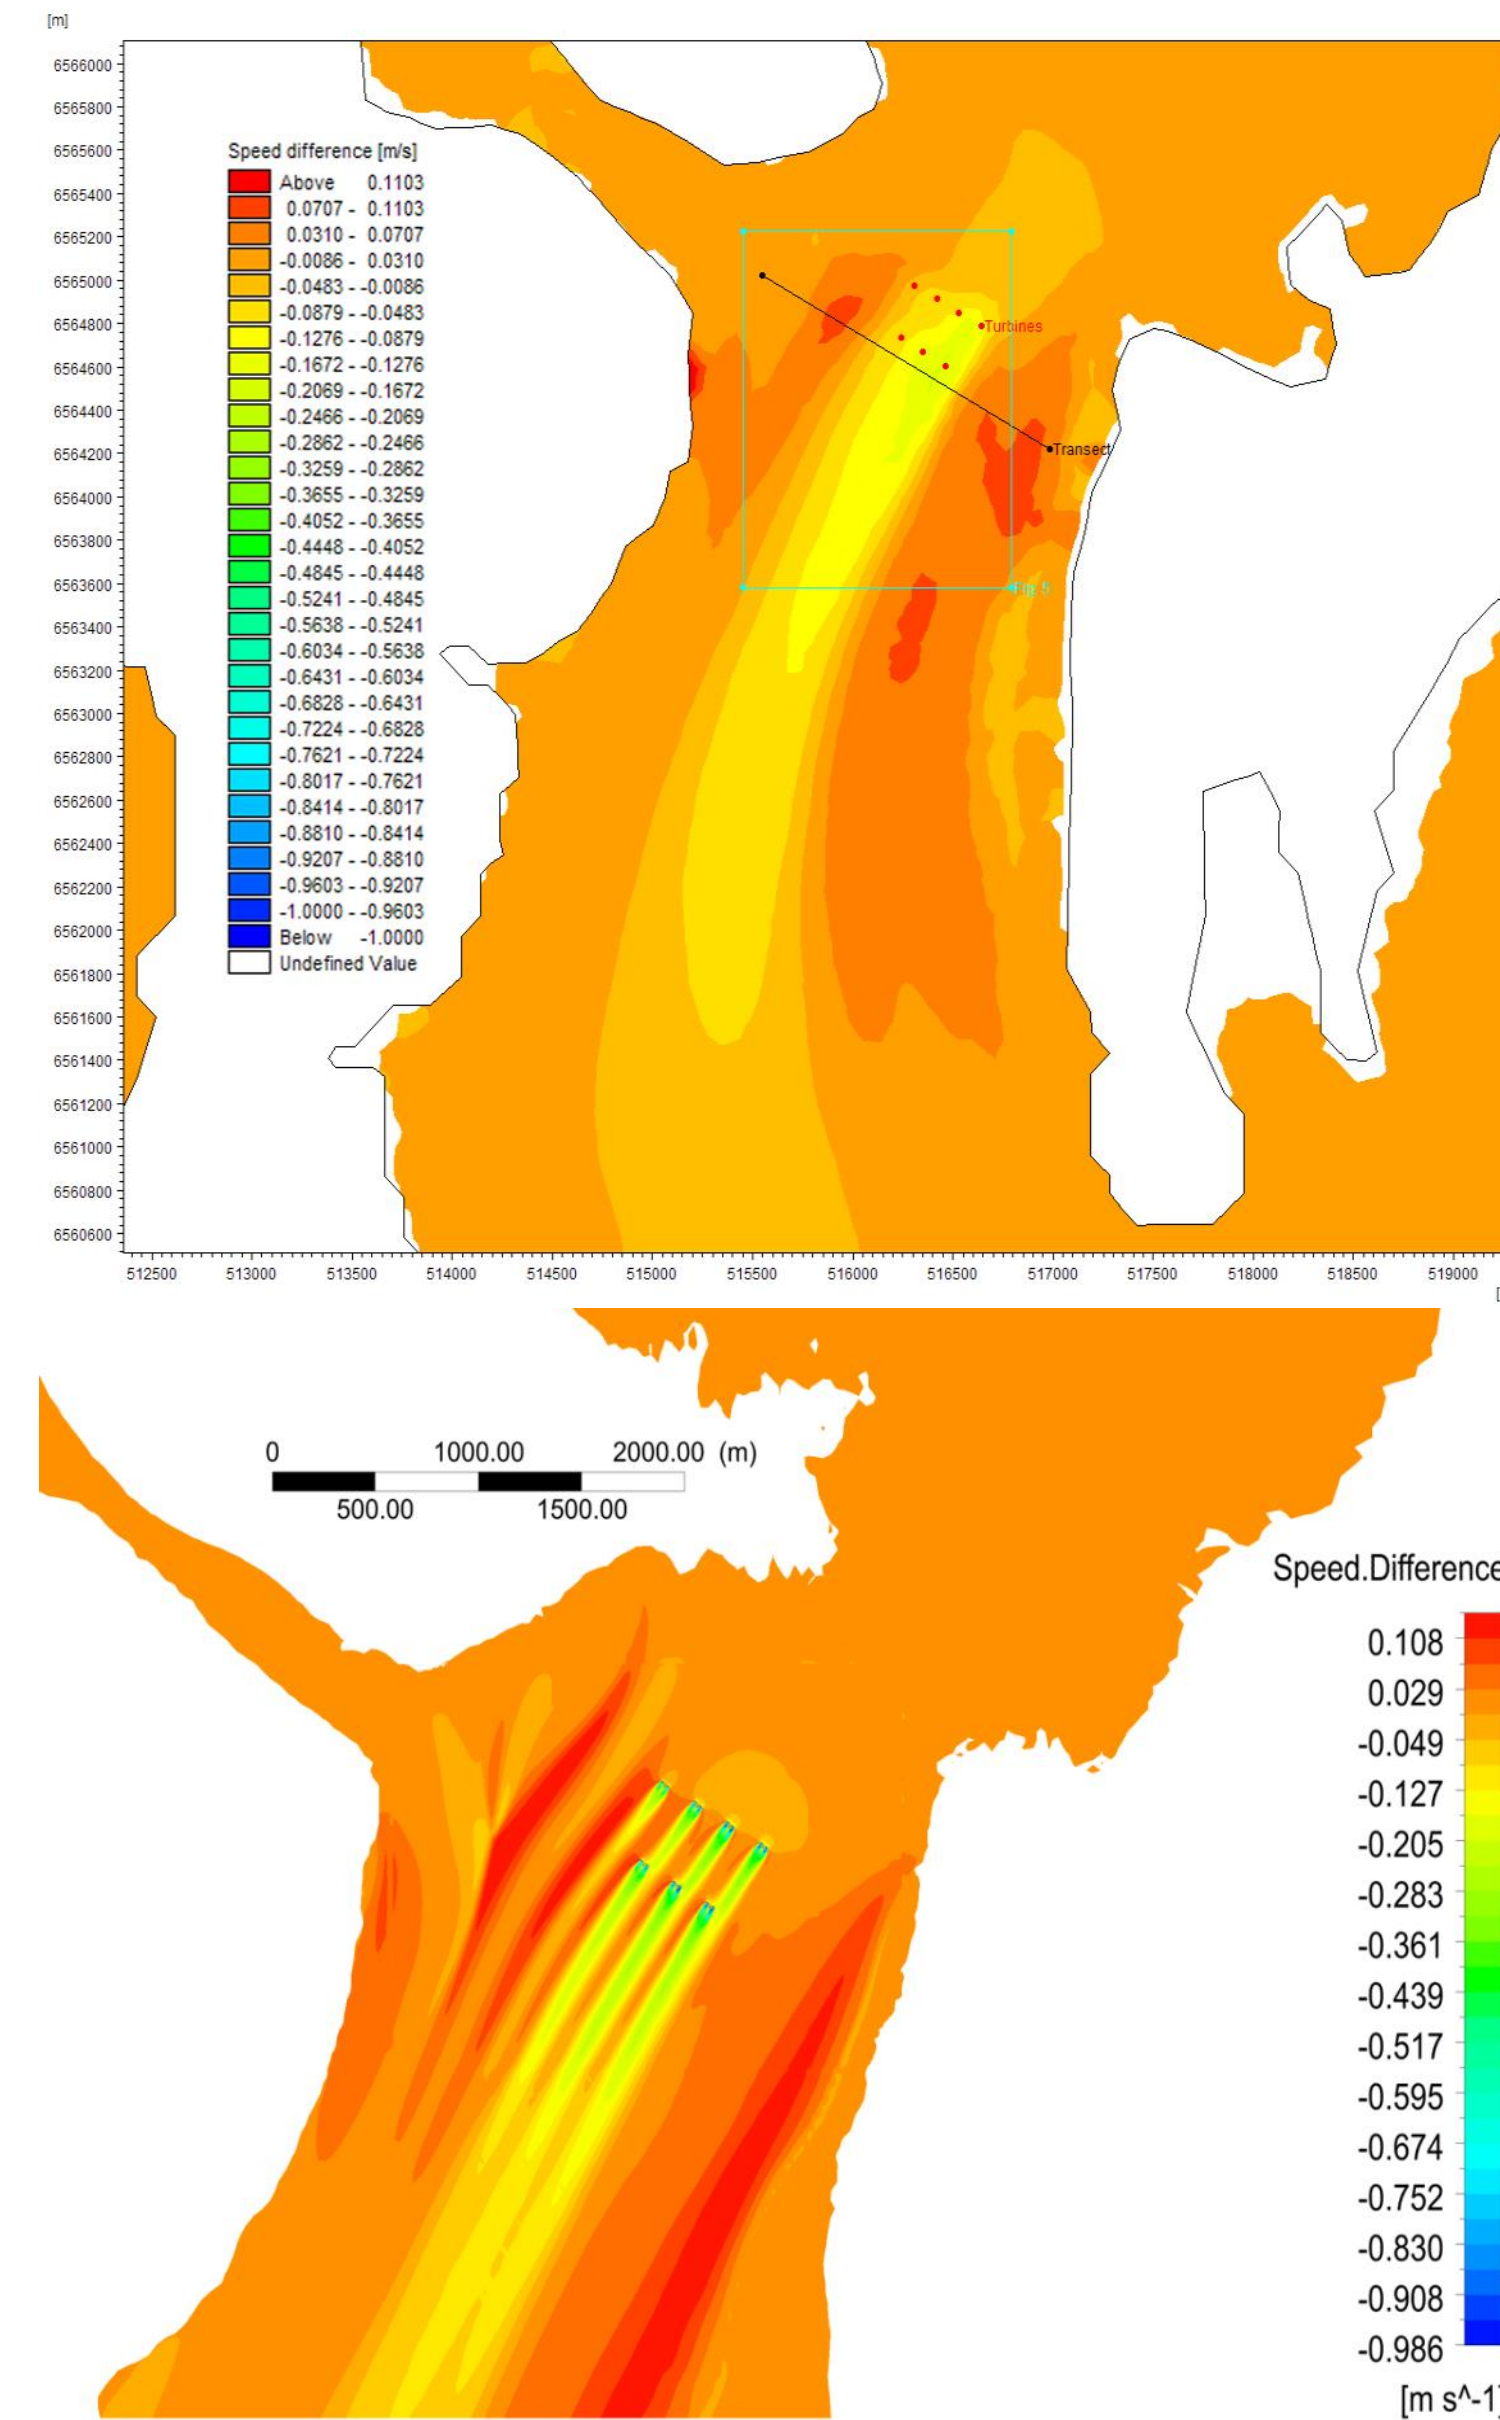 [m]
6566000
6565800
6565600
6565400
6565200
6565000
6564800
6564600
6564400
6564200
6564000
6563800
6563600
6563400
6563200
6563000
6562800
6562600
6562400
6562200
6562000
6561800
6561600
6561400
6561200
6561000
6560800
6560600
Speed difference [m/s]
Above 0.1103
0.0707 - 0.1103
0.0310 - 0.0707
-0.0086 - 0.0310
-0.0483 - -0.0086
-0.0879 - -0.0483
-0.1276 - -0.0879
-0.1672 - -0.1276
-0.2069 - -0.1672
-0.2466 - -0.2069
-0.2862 - -0.2466
-0.3259 - -0.2862
-0.3655 - -0.3259
-0.4052 - -0.3655
-0.4448 - -0.4052
-0.4845 - -0.4448
-0.5241 - -0.4845
-0.5638 - -0.5241
-0.6034 - -0.5638
-0.6431 - -0.6034
-0.6828 - -0.6431
-0.7224 - -0.6828
-0.7621 - -0.7224
-0.8017 - -0.7621
-0.8414 - -0.8017
-0.8810 - -0.8414
-0.9207 - -0.8810
-0.9603 - -0.9207
-1.0000 - -0.9603
Below -1.0000
Undefined Value
Turbines
Transect
Fig 5
512500 513000 513500 514000 514500 515000 515500 516000 516500 517000 517500 518000 518500 519000
[
0 1000.00 2000.00 (m)
500.00 1500.00
Speed.Difference
0.108
0.029
-0.049
-0.127
-0.205
-0.283
-0.361
-0.439
-0.517
-0.595
-0.674
-0.752
-0.830
-0.908
-0.986
[m s^-1]